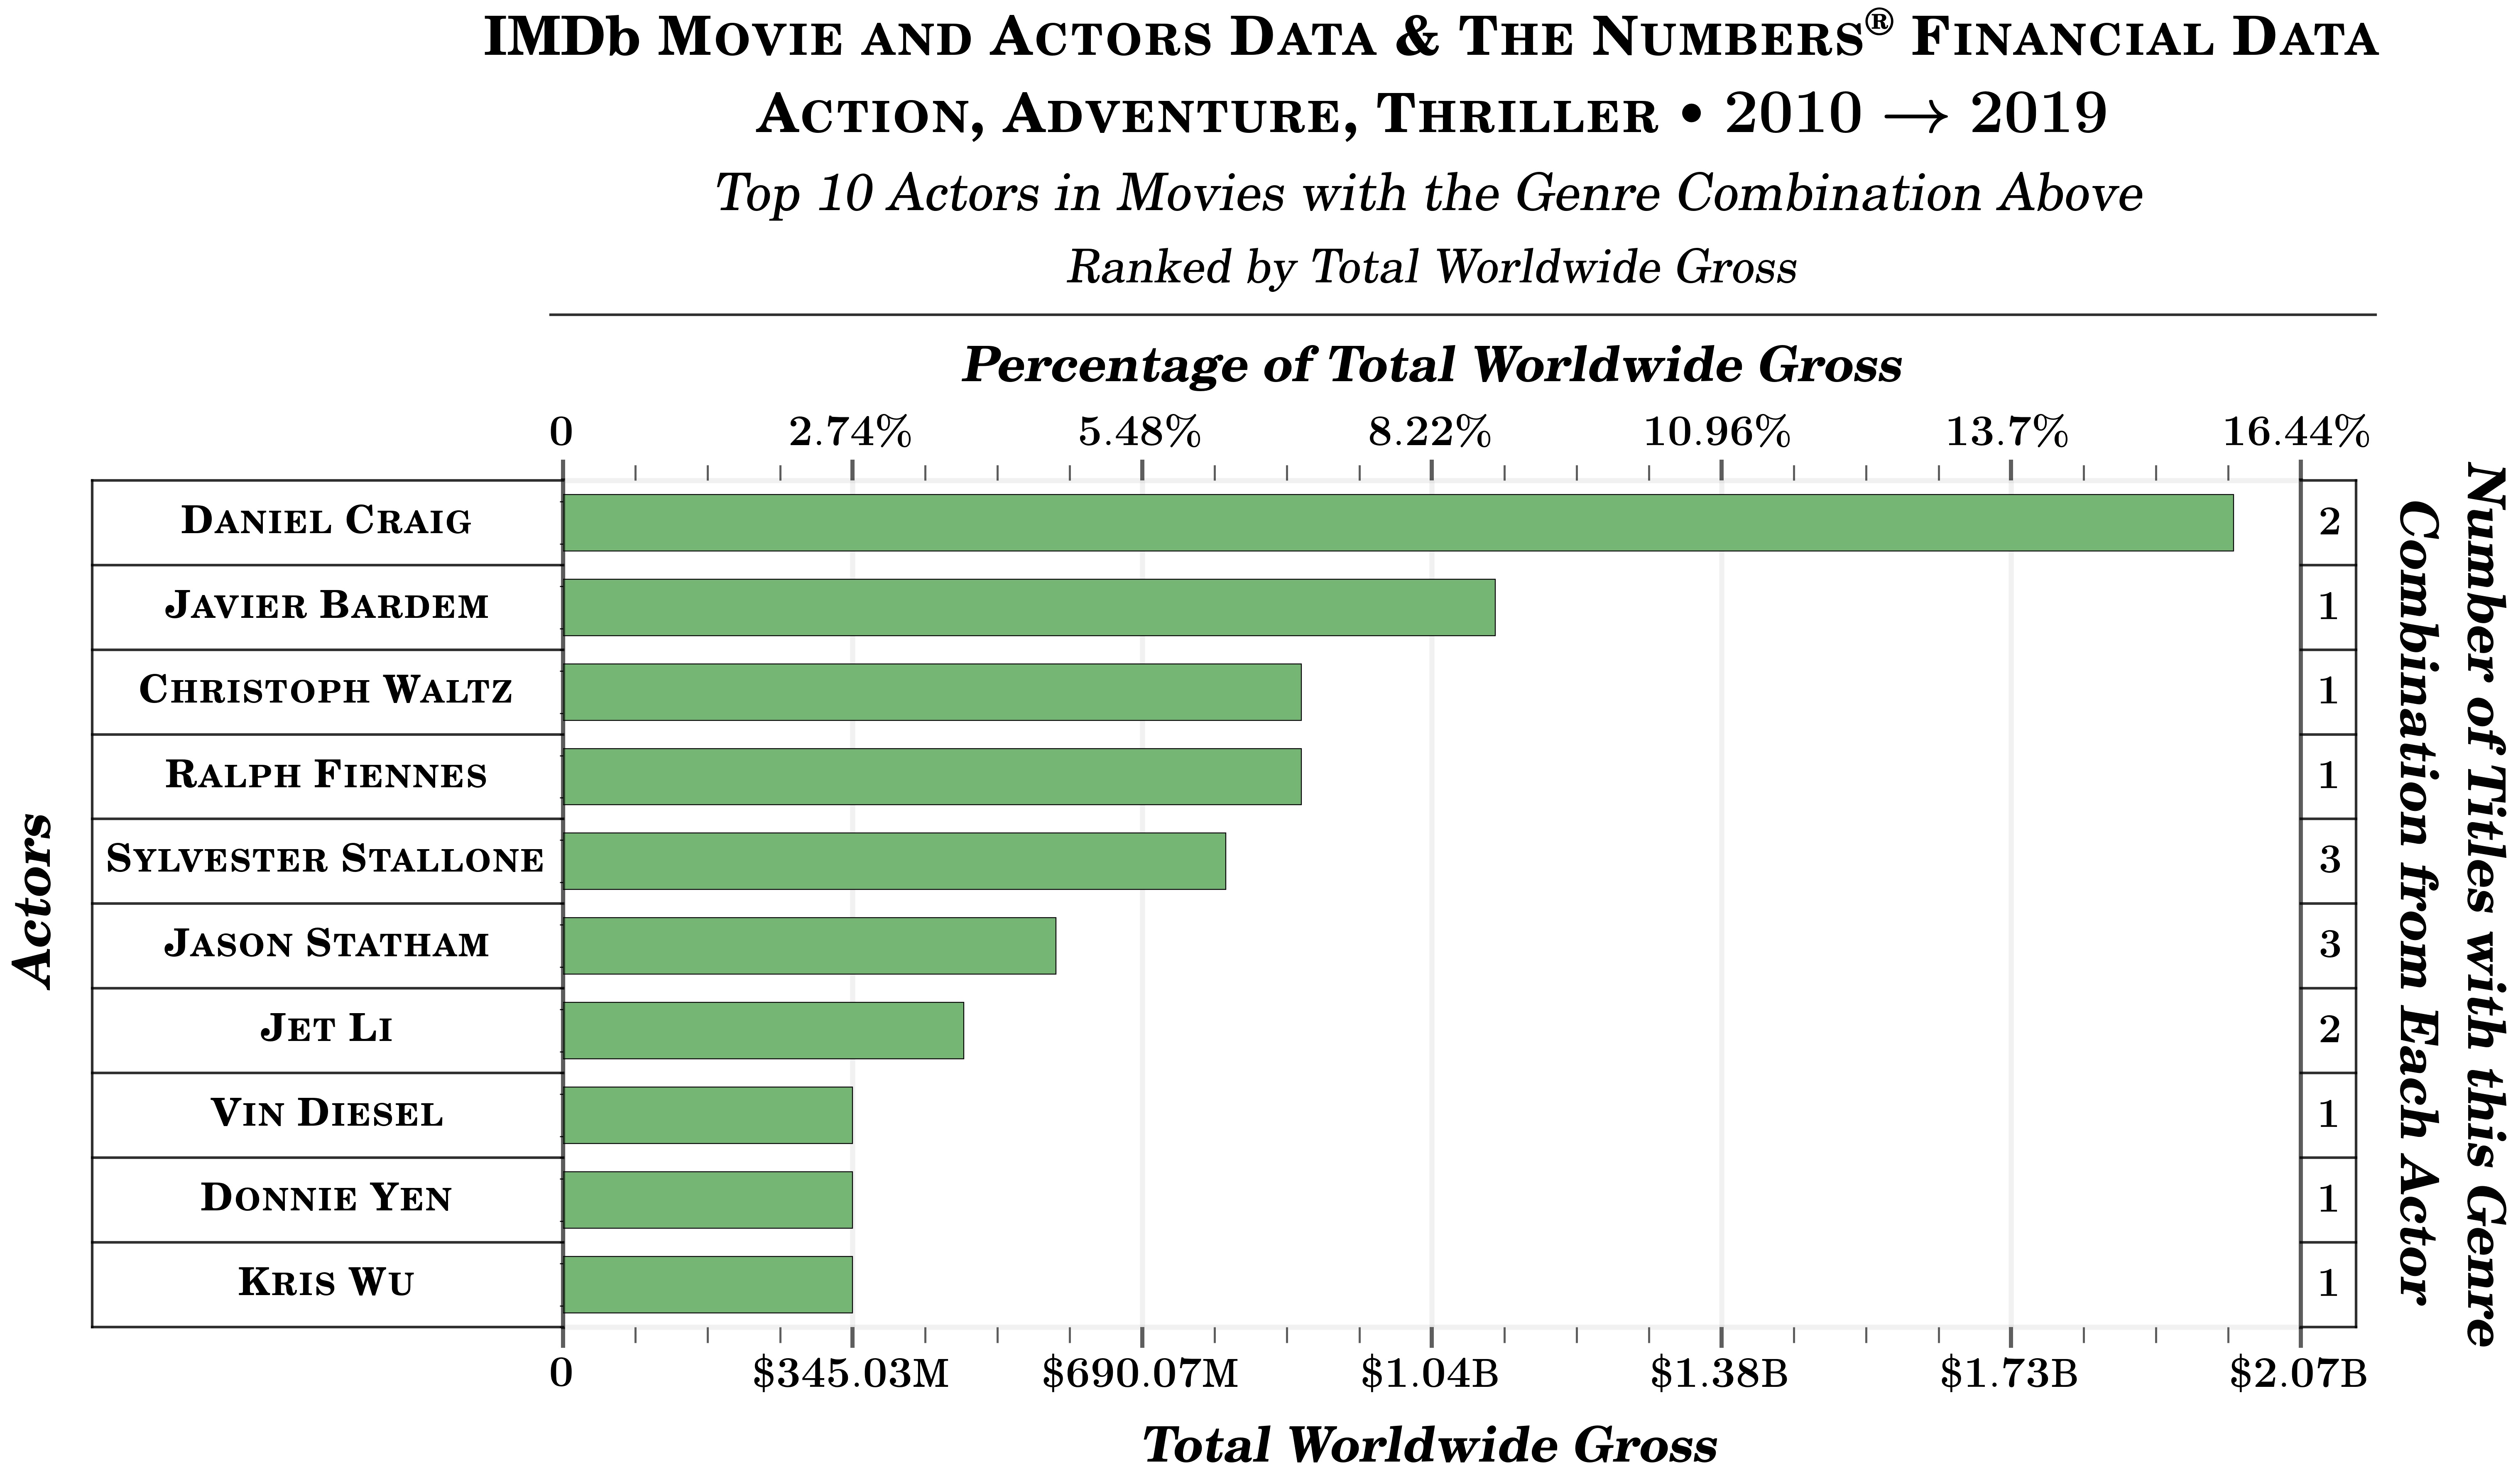 IMDb Movie and Actors Data & The Numbers® Financial Data
Action, Adventure, Thriller • 2010 → 2019
Top 10 Actors in Movies with the Genre Combination Above
Ranked by Total Worldwide Gross
Percentage of Total Worldwide Gross
0 2.74% 5.48% 8.22% 10.96% 13.7% 16.44%
Actors
Daniel Craig 2
Javier Bardem 1
Christoph Waltz 1
Ralph Fiennes 1
Sylvester Stallone 3
Jason Statham 3
Jet Li 2
Vin Diesel 1
Donnie Yen 1
Kris Wu 1
Number of Titles with this Genre
Combination from Each Actor
0 $345.03M $690.07M $1.04B $1.38B $1.73B $2.07B
Total Worldwide Gross